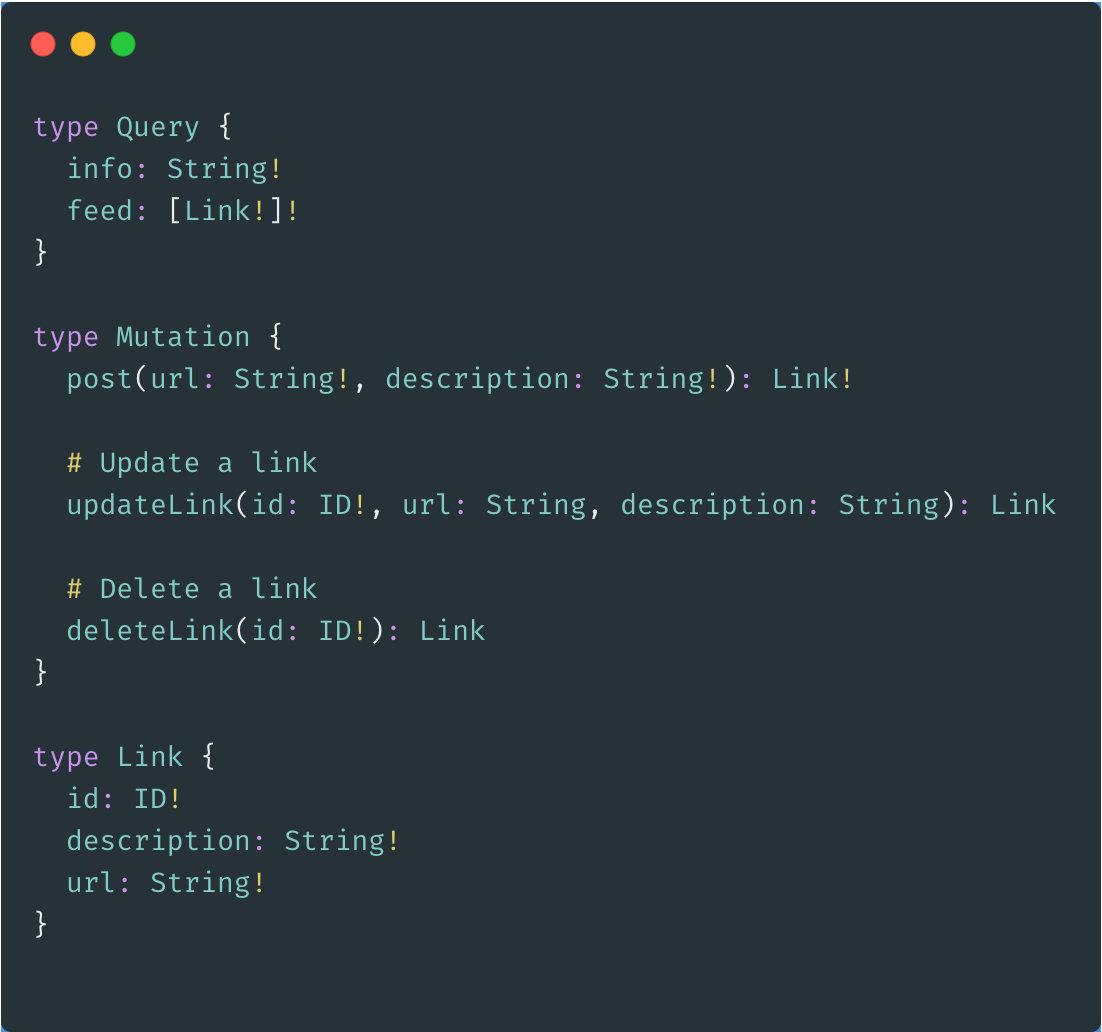 type Query {
  info: String!
  feed: [Link!]!
}

type Mutation {
  post(url: String!, description: String!): Link!

  # Update a link
  updateLink(id: ID!, url: String, description: String): Link

  # Delete a link
  deleteLink(id: ID!): Link
}

type Link {
  id: ID!
  description: String!
  url: String!
}